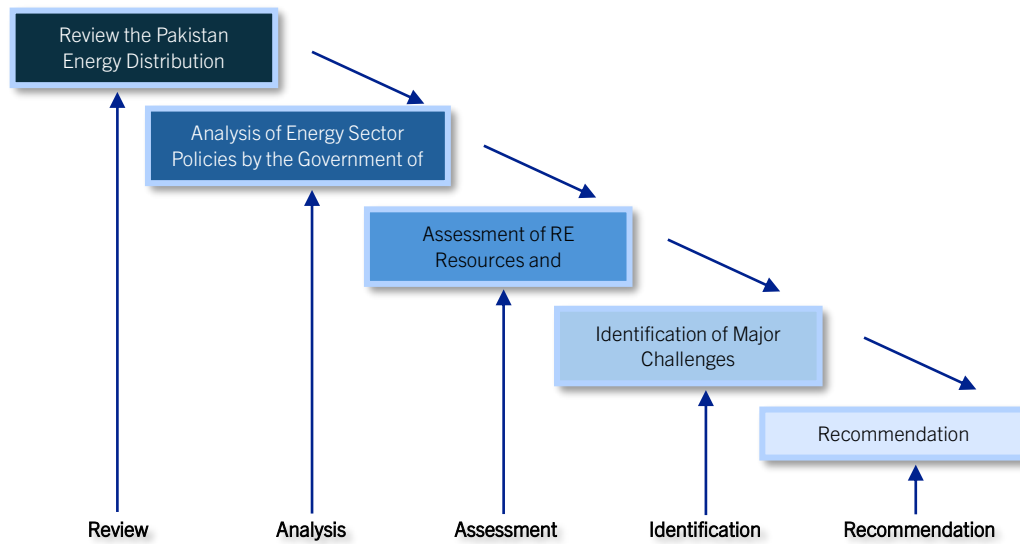 Review the Pakistan
Energy Distribution
Analysis of Energy Sector
Policies by the Government of
Assessment of RE
Resources and
Identification of Major
Challenges
Recommendation
Review
Analysis
Assessment
Identification
Recommendation